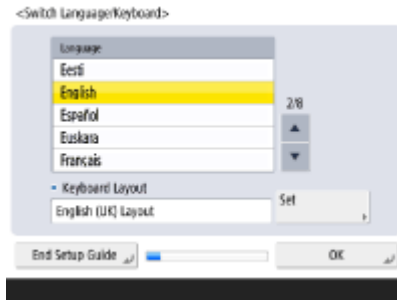 <Switch Language/Keyboard>
Language
Eesti
English
Español
2/8
Euskara
Français
Keyboard Layout
English (UK) Layout
Set
End Setup Guide
OK